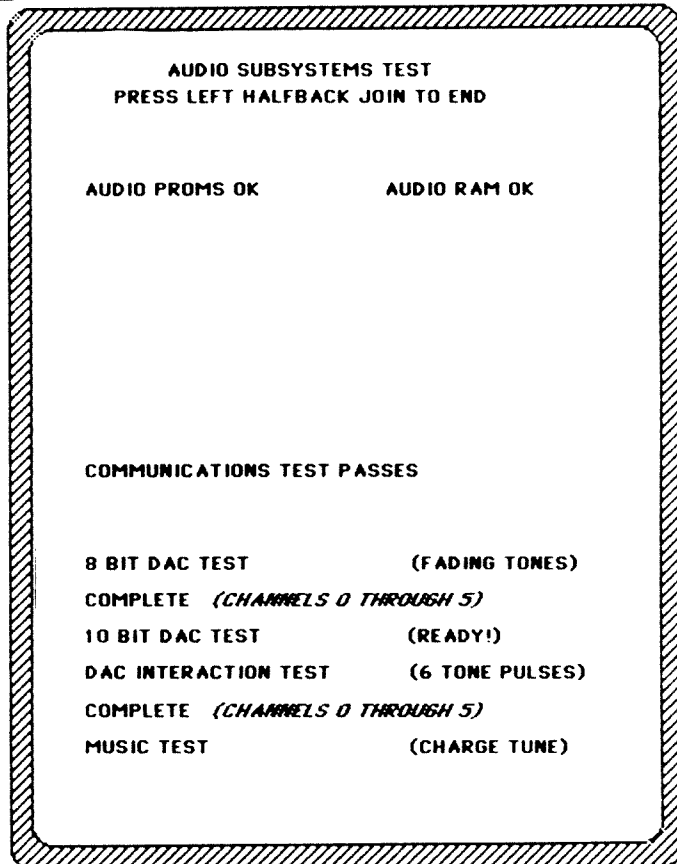 AUDIO SUBSYSTEMS TEST
PRESS LEFT HALFBACK JOIN TO END
AUDIO PROMS OK AUDIO RAM OK
COMMUNICATIONS TEST PASSES
8 BIT DAC TEST (FADING TONES)
COMPLETE (CHANNELS 0 THROUGH 5)
10 BIT DAC TEST (READY!)
DAC INTERACTION TEST (6 TONE PULSES)
COMPLETE (CHANNELS 0 THROUGH 5)
MUSIC TEST (CHARGE TUNE)